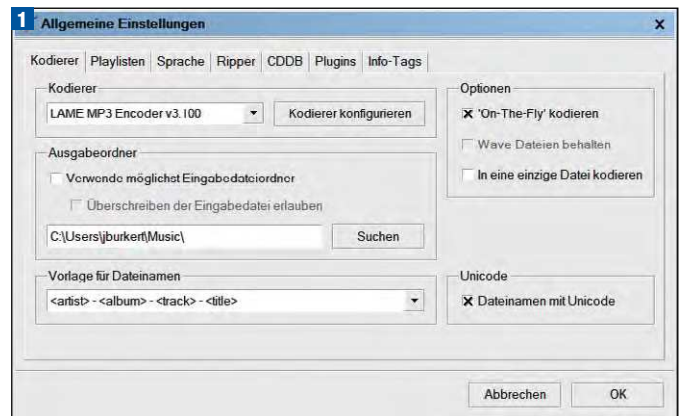 1
Allgemeine Einstellungen
x
Kodierer Playlisten Sprache Ripper CDDB Plugins Info-Tags
Kodierer
LAME MP3 Encoder v3.100
Kodierer konfigurieren
Ausgabeordner
Verwende möglichst Eingabedateiordner
Überschreiben der Eingabedatei erlauben
C:\Users\jburkert\Music\
Suchen
Vorlage für Dateinamen
<artist> - <album> - <track> - <title>
Optionen
'On-The-Fly' kodieren
Wave Dateien behalten
In eine einzige Datei kodieren
Unicode
Dateinamen mit Unicode
Abbrechen
OK